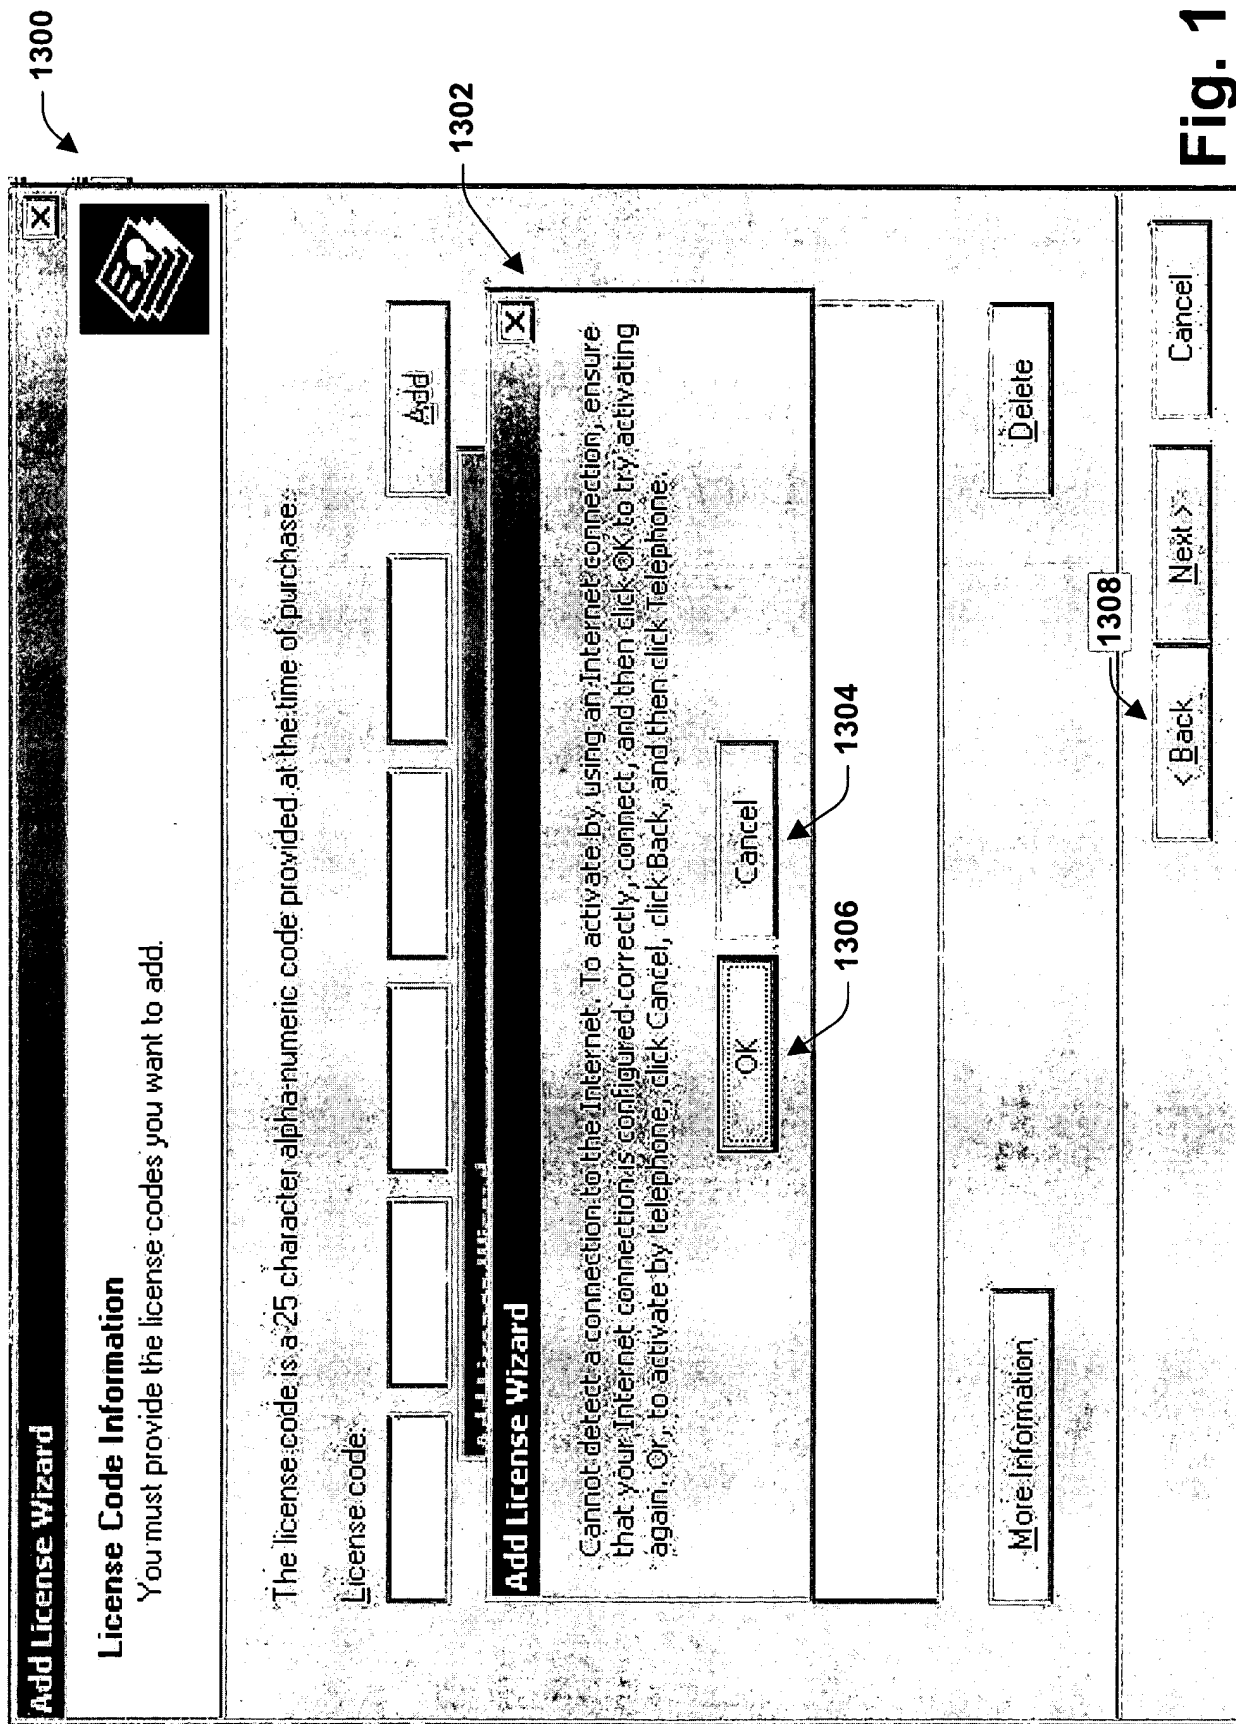 1300
Add License Wizard
License Code Information
You must provide the license codes you want to add.
The license code is a 25 character alpha-numeric code provided at the time of purchase.
License code:
Add
1302
Add License Wizard
Cannot detect a connection to the Internet. To activate by using an Internet connection, ensure
that your Internet connection is configured correctly, connect, and then click OK to try activating
again. Or, to activate by telephone, click Cancel, click Back, and then click Telephone.
OK
Cancel
1306
1304
More Information
Delete
1308
< Back
Next >
Cancel
Fig. 1